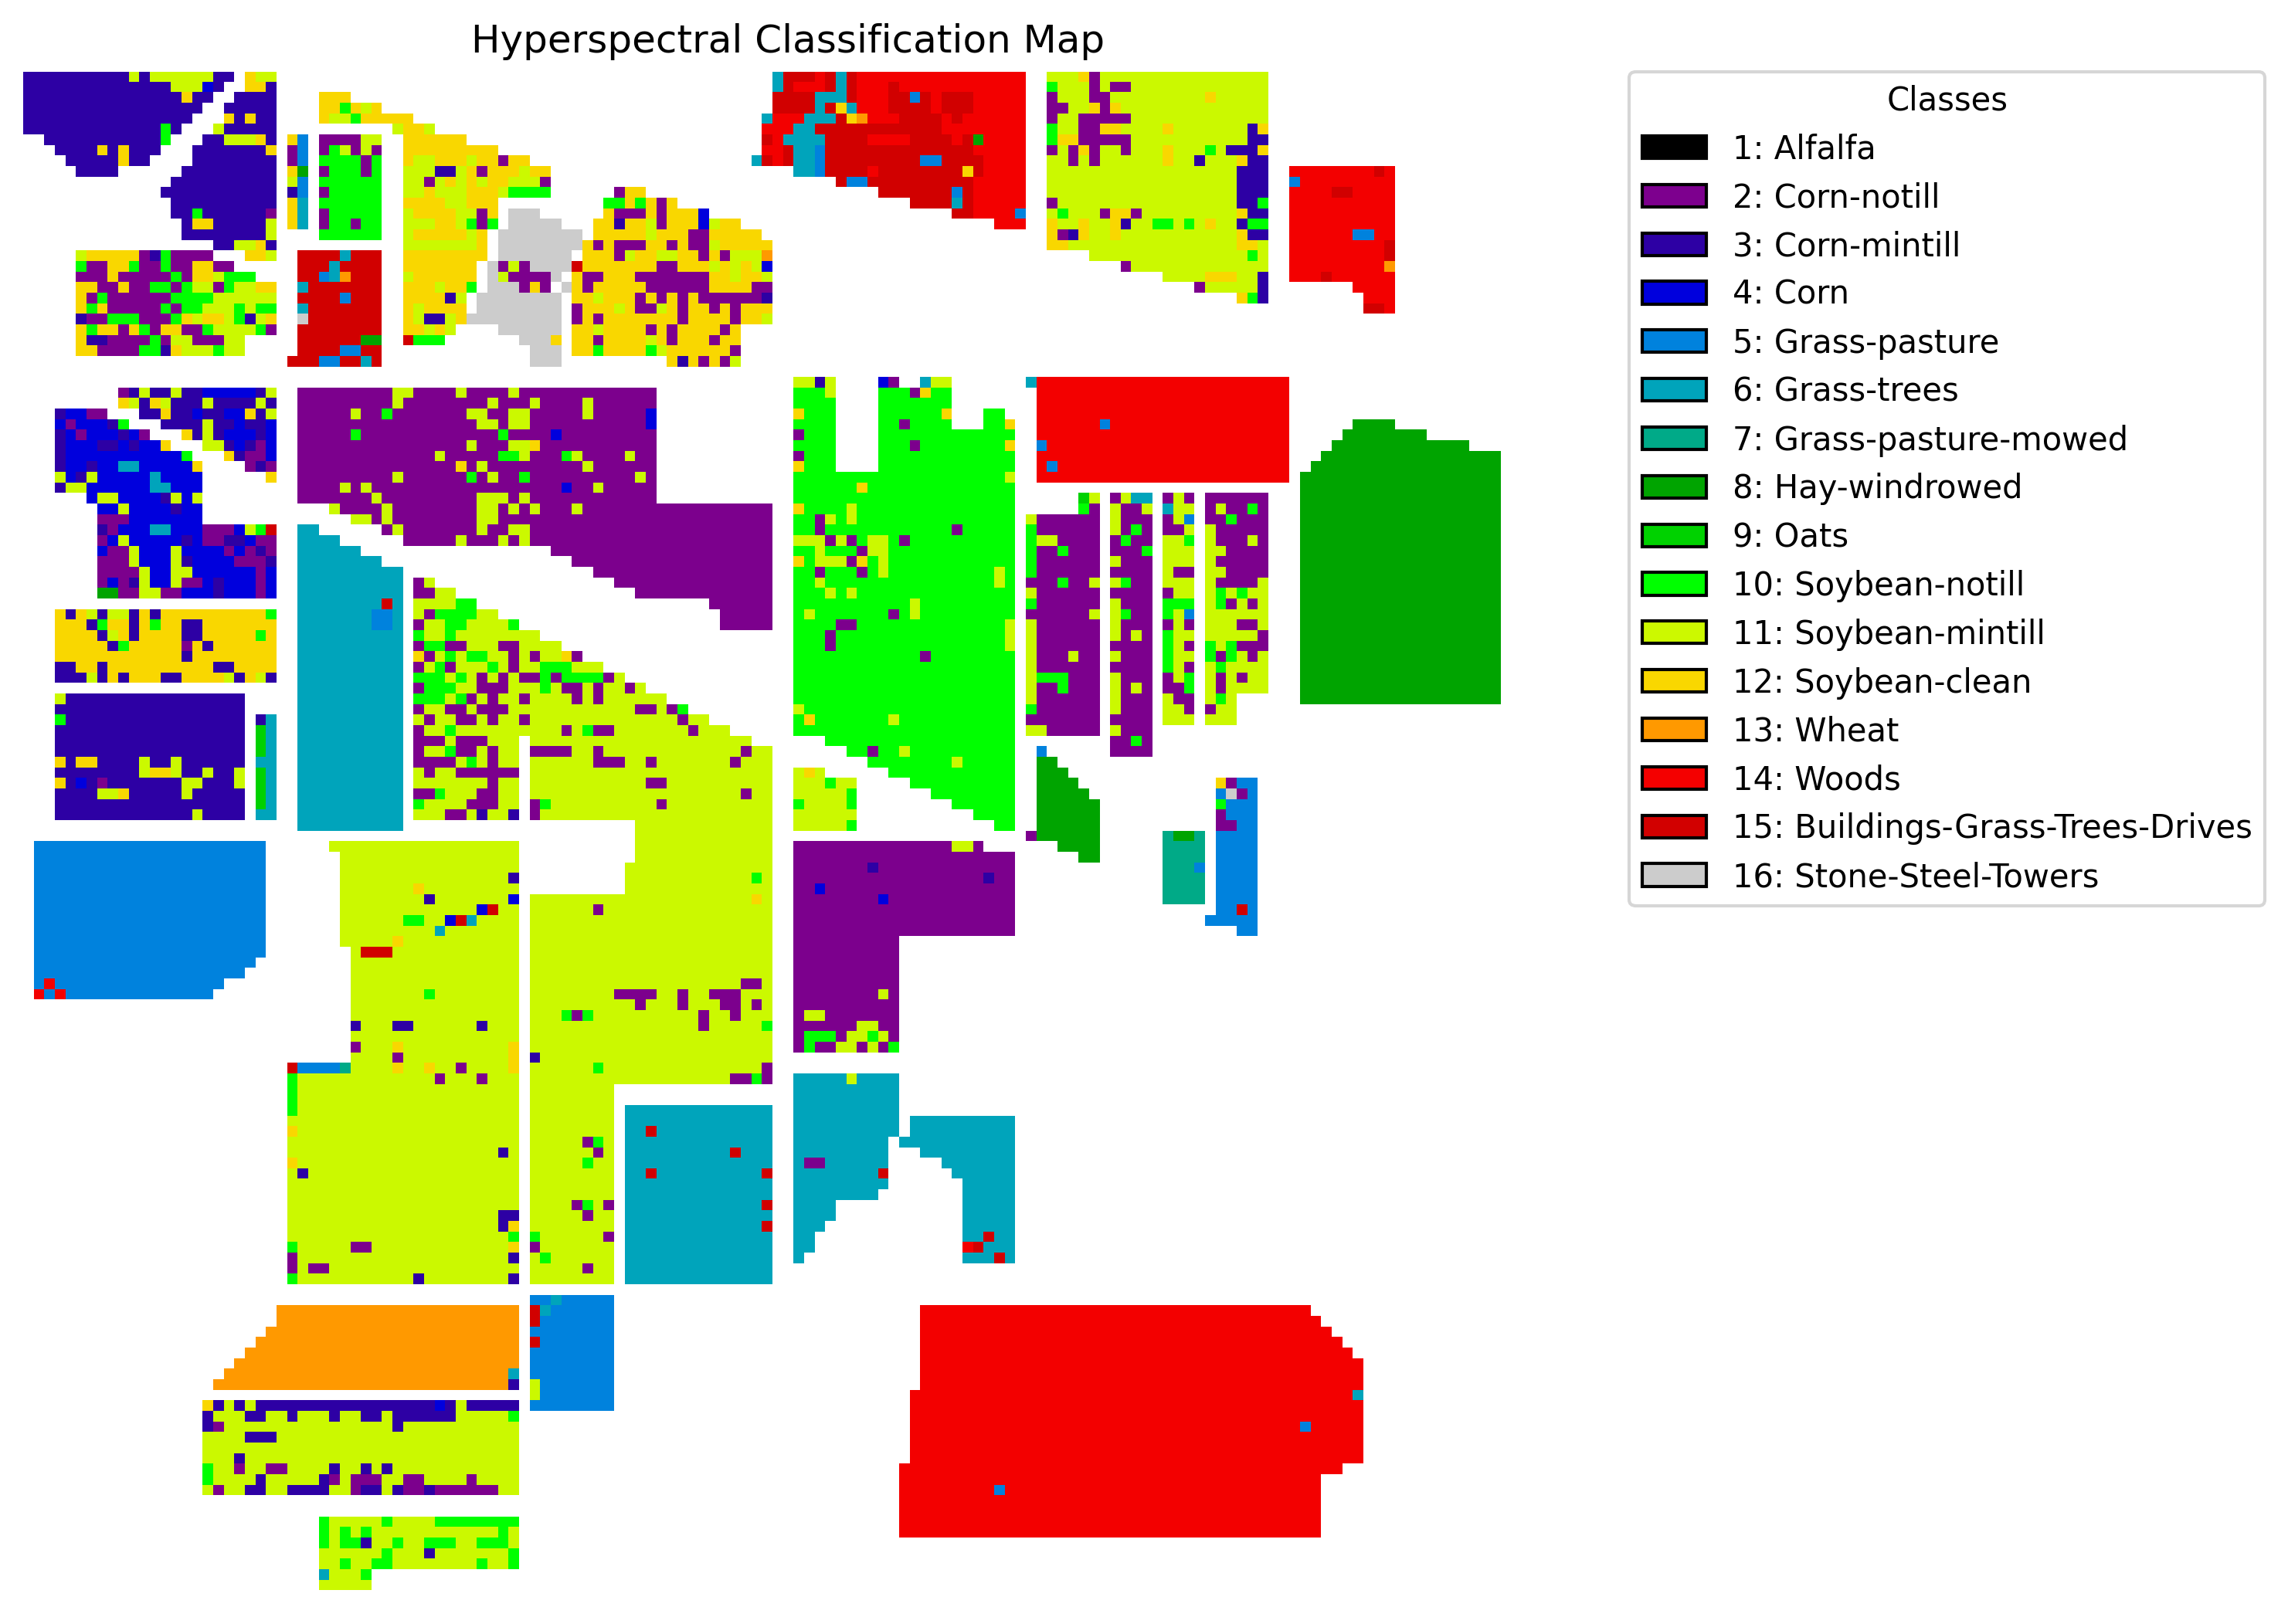 Hyperspectral Classification Map
Classes
1: Alfalfa
2: Corn-notill
3: Corn-mintill
4: Corn
5: Grass-pasture
6: Grass-trees
7: Grass-pasture-mowed
8: Hay-windrowed
9: Oats
10: Soybean-notill
11: Soybean-mintill
12: Soybean-clean
13: Wheat
14: Woods
15: Buildings-Grass-Trees-Drives
16: Stone-Steel-Towers